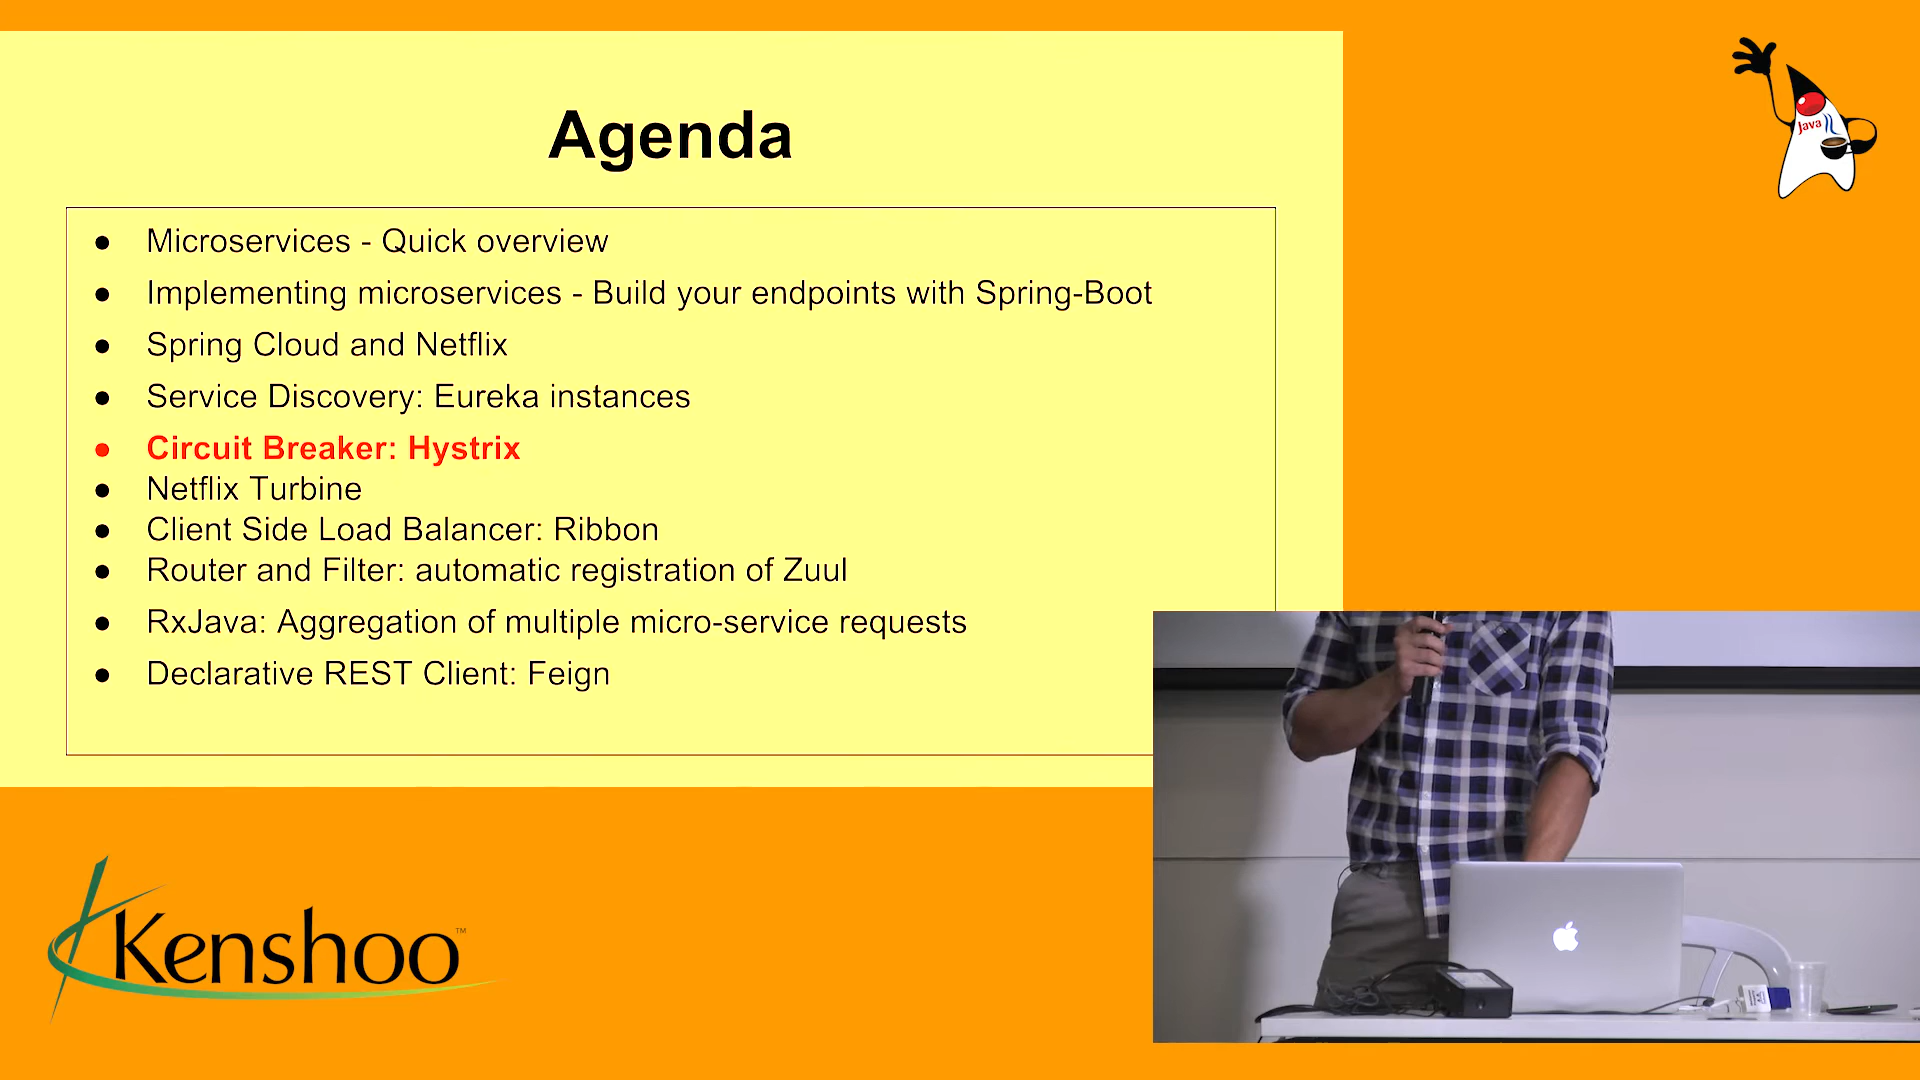 Agenda
● Microservices - Quick overview
● Implementing microservices - Build your endpoints with Spring-Boot
● Spring Cloud and Netflix
● Service Discovery: Eureka instances
● Circuit Breaker: Hystrix
● Netflix Turbine
● Client Side Load Balancer: Ribbon
● Router and Filter: automatic registration of Zuul
● RxJava: Aggregation of multiple micro-service requests
● Declarative REST Client: Feign
Java
Kenshoo™